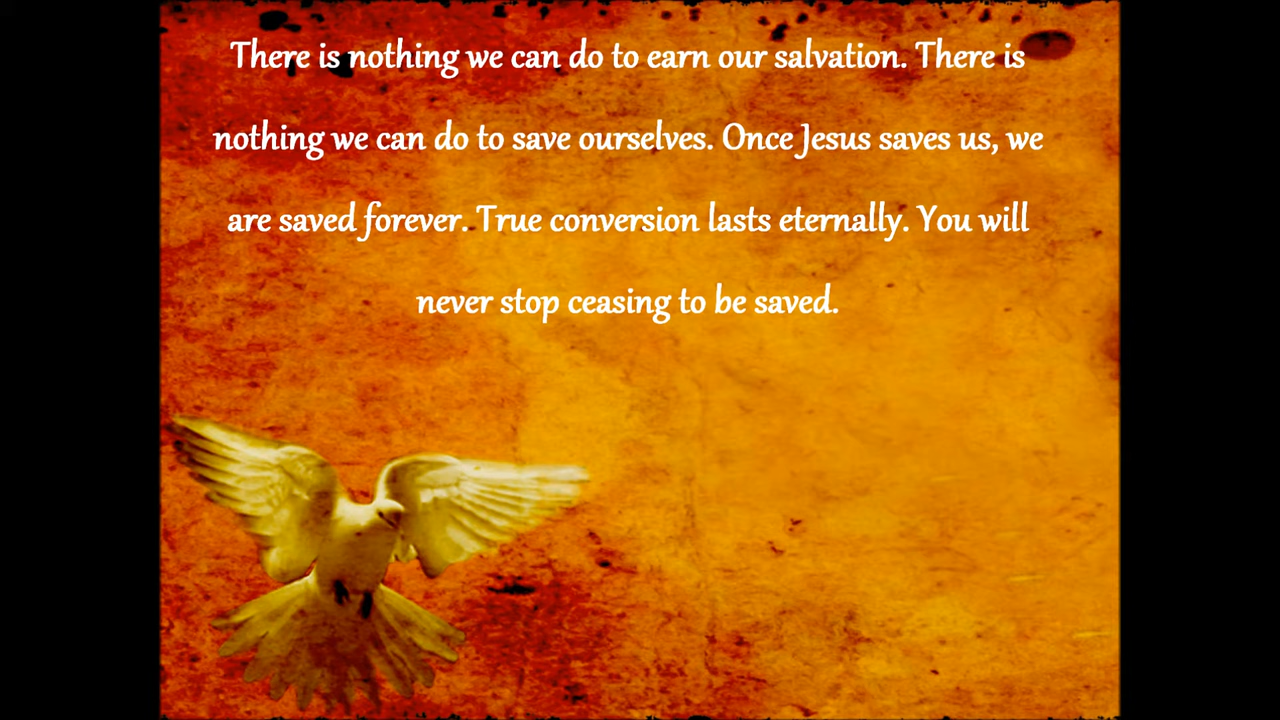 There is nothing we can do to earn our salvation. There is
nothing we can do to save ourselves. Once Jesus saves us, we
are saved forever. True conversion lasts eternally. You will
never stop ceasing to be saved.